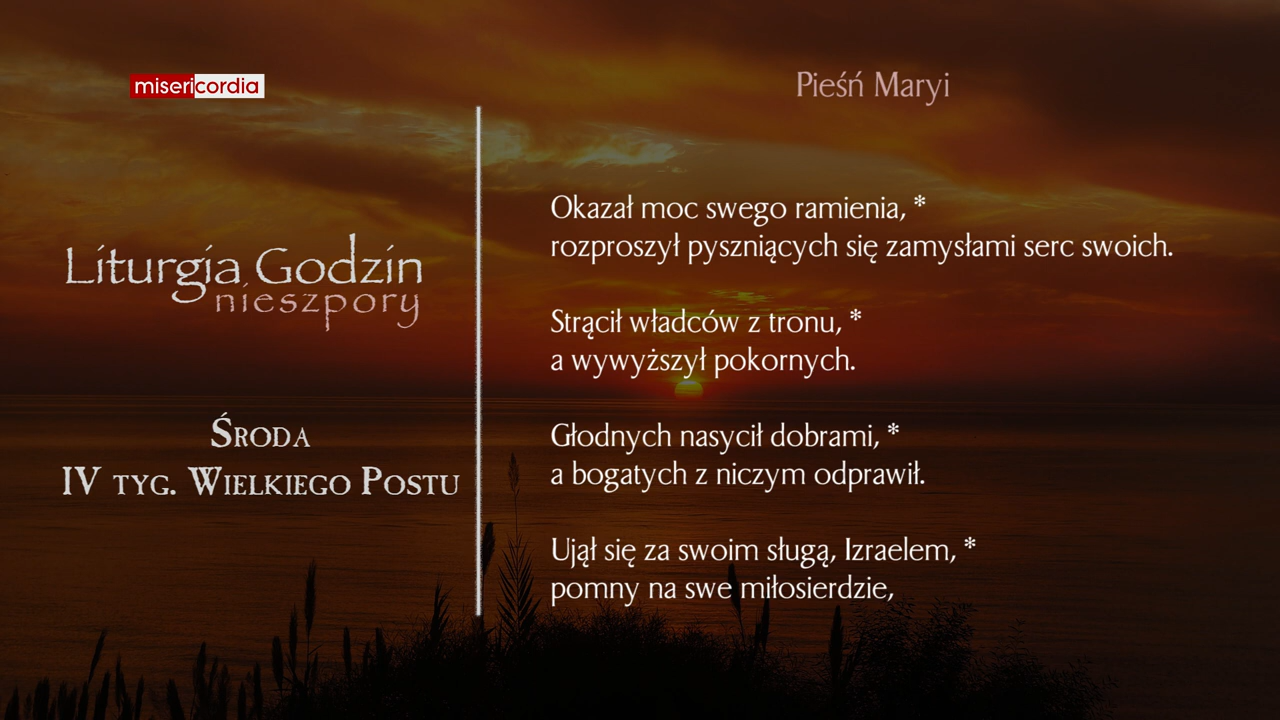 misericordia
Liturgia Godzin
nieszpory
Środa
IV tyg. Wielkiego Postu
Pieśń Maryi
Okazał moc swego ramienia, *
rozproszył pyszniących się zamysłami serc swoich.
Strącił władców z tronu, *
a wywyższył pokornych.
Głodnych nasycił dobrami, *
a bogatych z niczym odprawił.
Ujął się za swoim sługą, Izraelem, *
pomny na swe miłosierdzie,